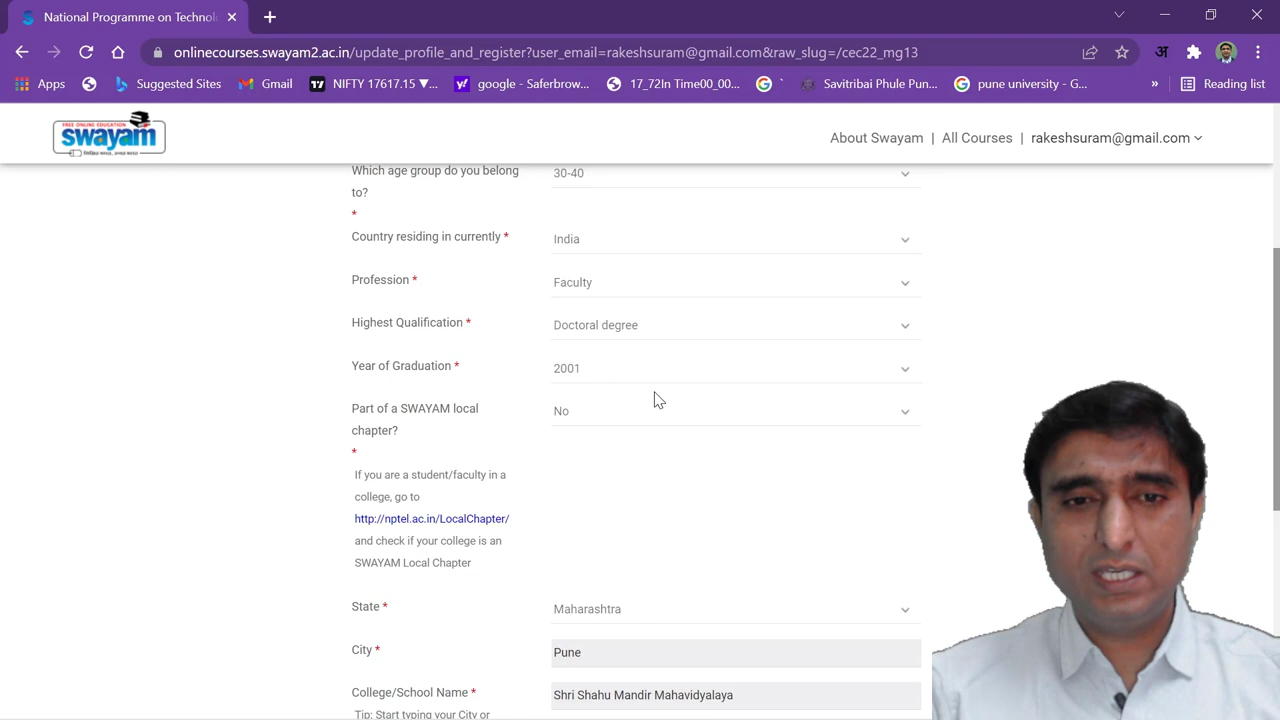 National Programme on Technol
onlinecourses.swayam2.ac.in/update_profile_and_register?user_email=rakeshsuram@gmail.com&raw_slug=/cec22_mg13
Apps
Suggested Sites
Gmail
NIFTY 17617.15 ▼...
google - Saferbrow...
17_72In Time00_00...
Savitribai Phule Pun...
pune university - G...
»
Reading list
FREE ONLINE EDUCATION
swayam
About Swayam | All Courses | rakeshsuram@gmail.com
Which age group do you belong
to?
*
30-40
Country residing in currently * India
Profession * Faculty
Highest Qualification * Doctoral degree
Year of Graduation * 2001
Part of a SWAYAM local
chapter?
*
No
If you are a student/faculty in a
college, go to
http://nptel.ac.in/LocalChapter/
and check if your college is an
SWAYAM Local Chapter
State * Maharashtra
City * Pune
College/School Name * Shri Shahu Mandir Mahavidyalaya
Tip: Start typing your City or